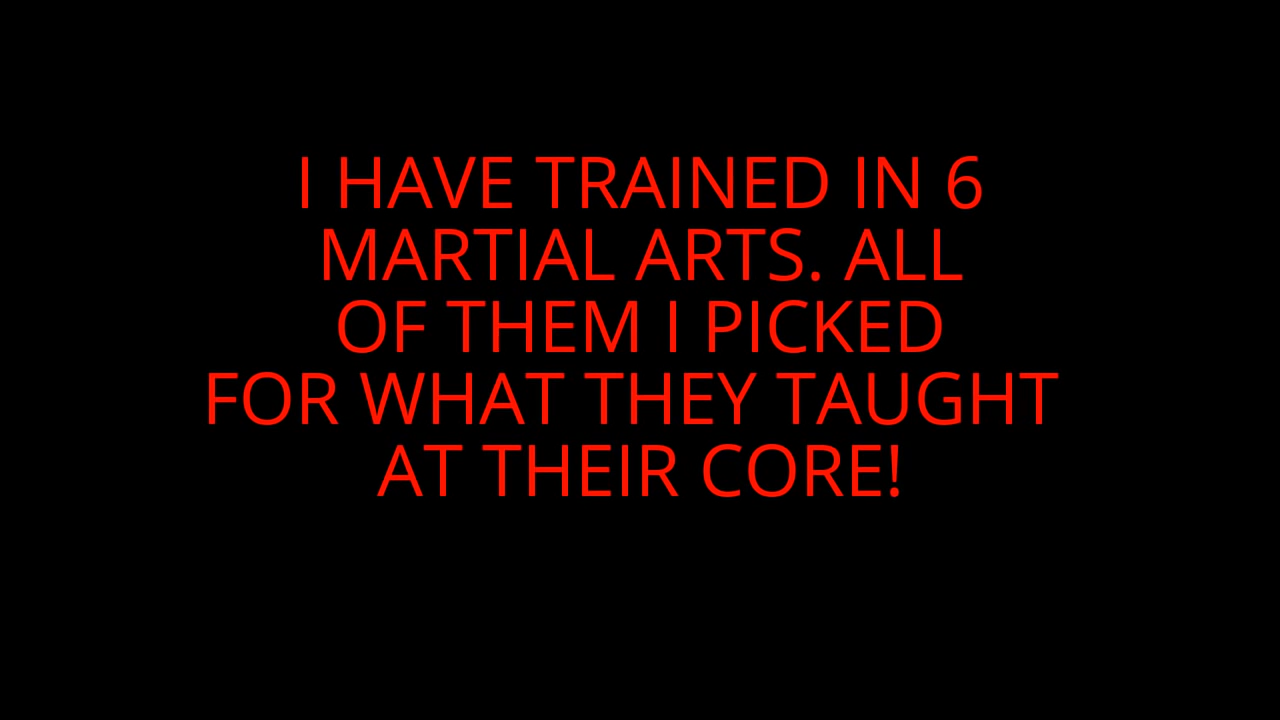 I HAVE TRAINED IN 6
MARTIAL ARTS. ALL
OF THEM I PICKED
FOR WHAT THEY TAUGHT
AT THEIR CORE!